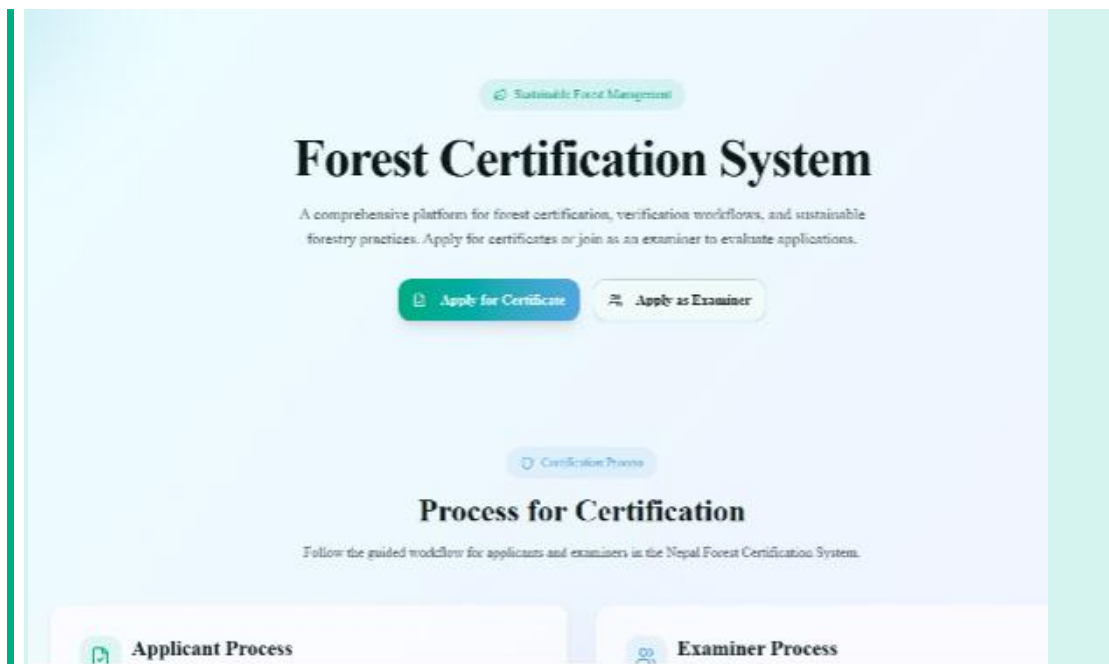 Sustainable Forest Management
Forest Certification System
A comprehensive platform for forest certification, verification workflows, and sustainable
forestry practices. Apply for certificates or join as an examiner to evaluate applications.
Apply for Certificate
Apply as Examiner
Certification Process
Process for Certification
Follow the guided workflow for applicants and examiners in the Nepal Forest Certification System.
Applicant Process
Examiner Process